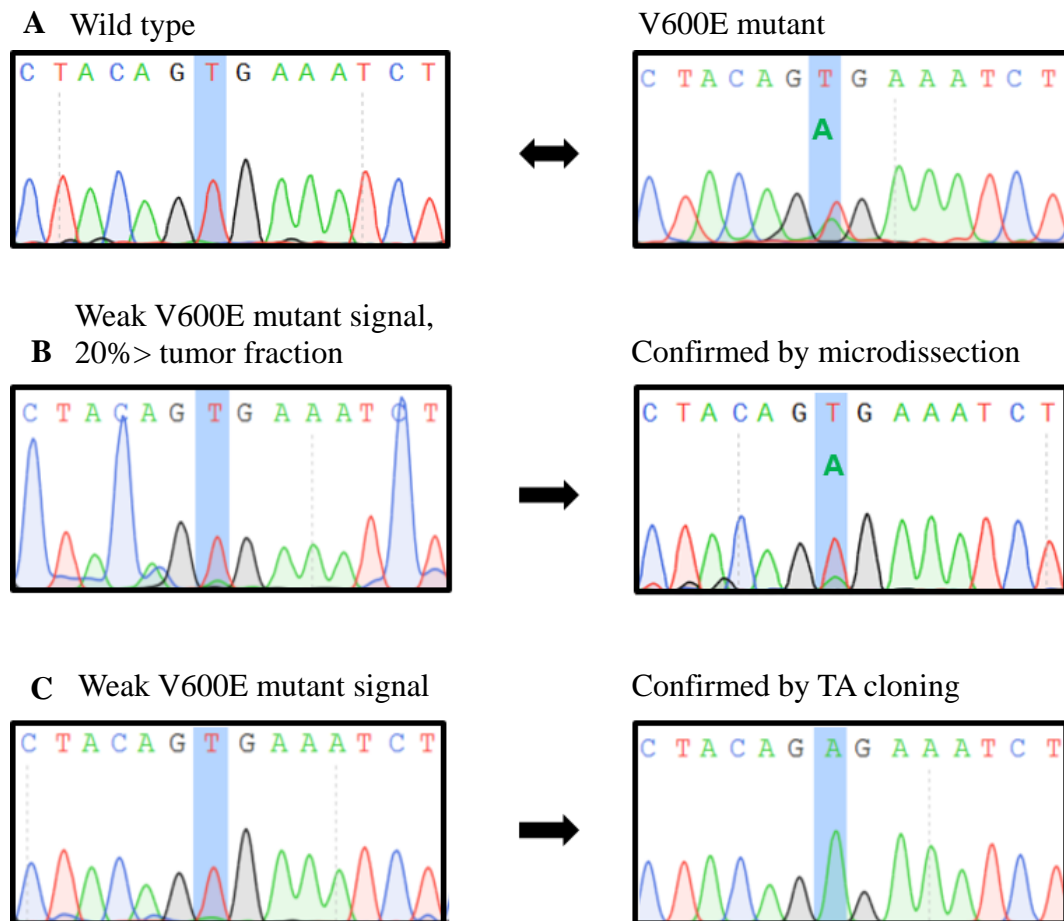 A Wild type
V600E mutant
C T A C A G T G A A A T C T
C T A C A G T G A A A T C T
A
Weak V600E mutant signal,
B 20%> tumor fraction
Confirmed by microdissection
C T A C A G T G A A A T C T
C T A C A G T G A A A T C T
A
C Weak V600E mutant signal
Confirmed by TA cloning
C T A C A G T G A A A T C T
C T A C A G A G A A A T C T